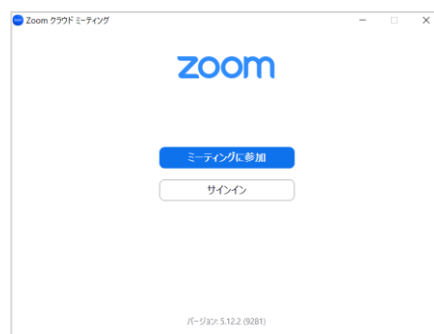 Zoom クラウド ミーティング
zoom
ミーティングに参加
サインイン
バージョン: 5.12.2 (9281)